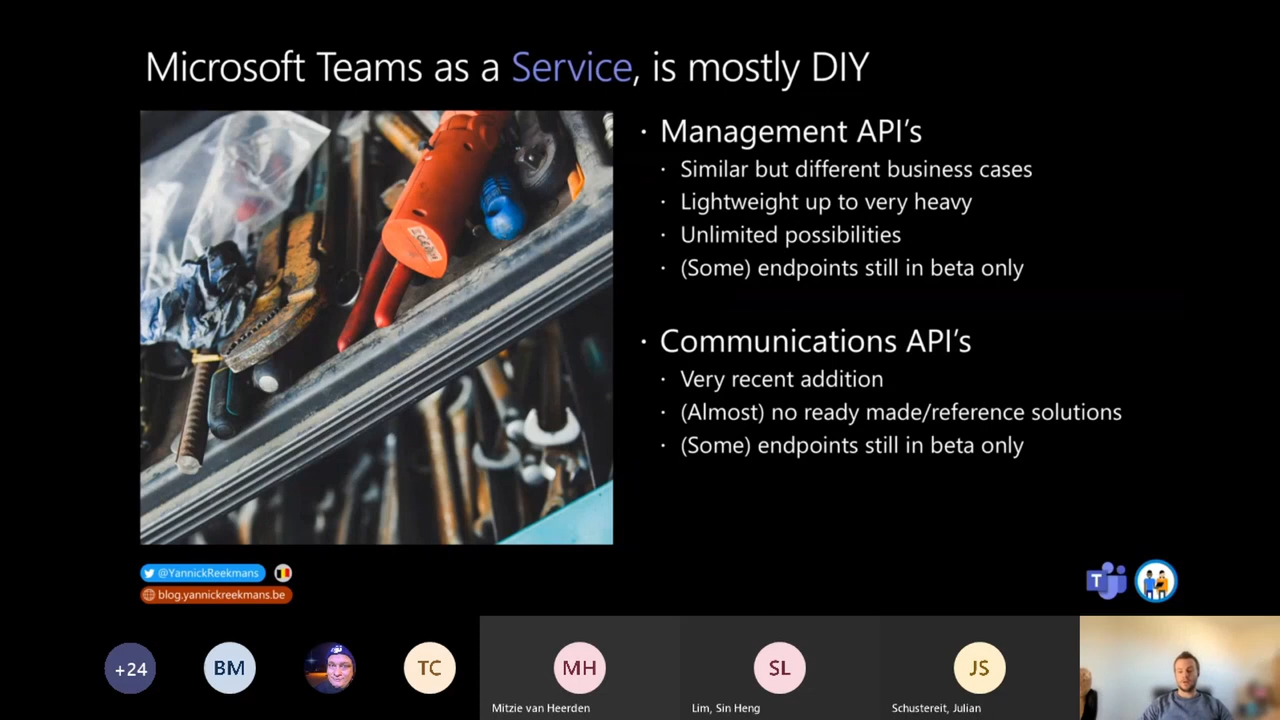 Microsoft Teams as a Service, is mostly DIY
· Management API's
· Similar but different business cases
· Lightweight up to very heavy
· Unlimited possibilities
· (Some) endpoints still in beta only
· Communications API's
· Very recent addition
· (Almost) no ready made/reference solutions
· (Some) endpoints still in beta only
@YannickReekmans
blog.yannickreekmans.be
T
+24
BM
TC
MH
SL
JS
Mitzie van Heerden
Lim, Sin Heng
Schustereit, Julian